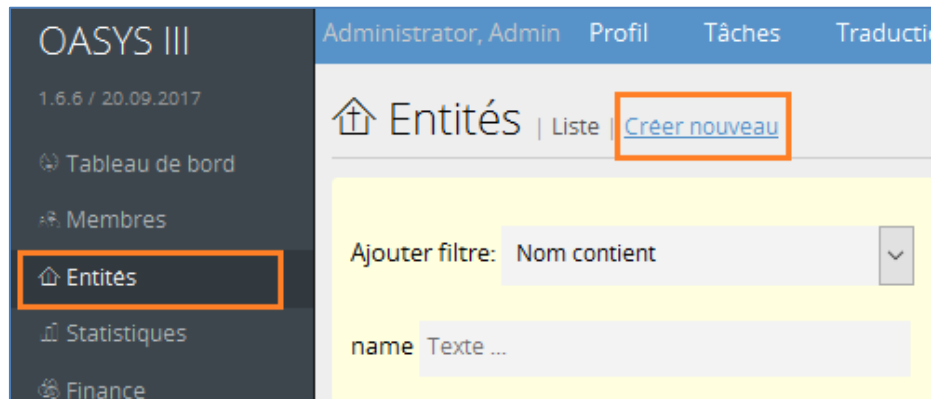 OASYS III
1.6.6 / 20.09.2017
Tableau de bord
Membres
Entités
Statistiques
Finance
Administrator, Admin Profil Tâches Traducti
Entités | Liste | Créer nouveau
Ajouter filtre: Nom contient
name Texte ...